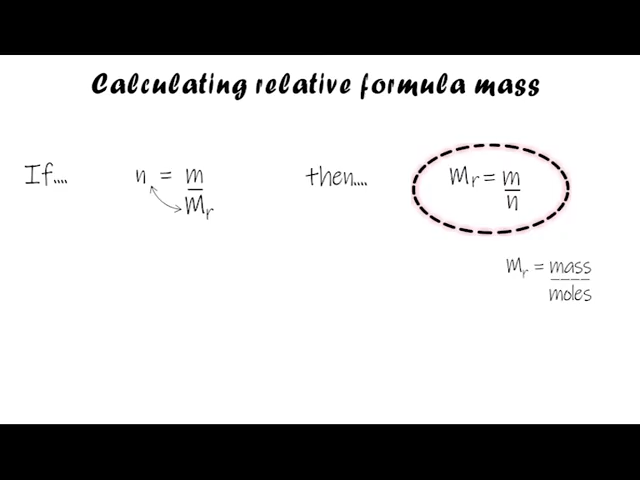 Calculating relative formula mass
If.... n = m then.... Mr = m
Mr n
Mr = mass
moles